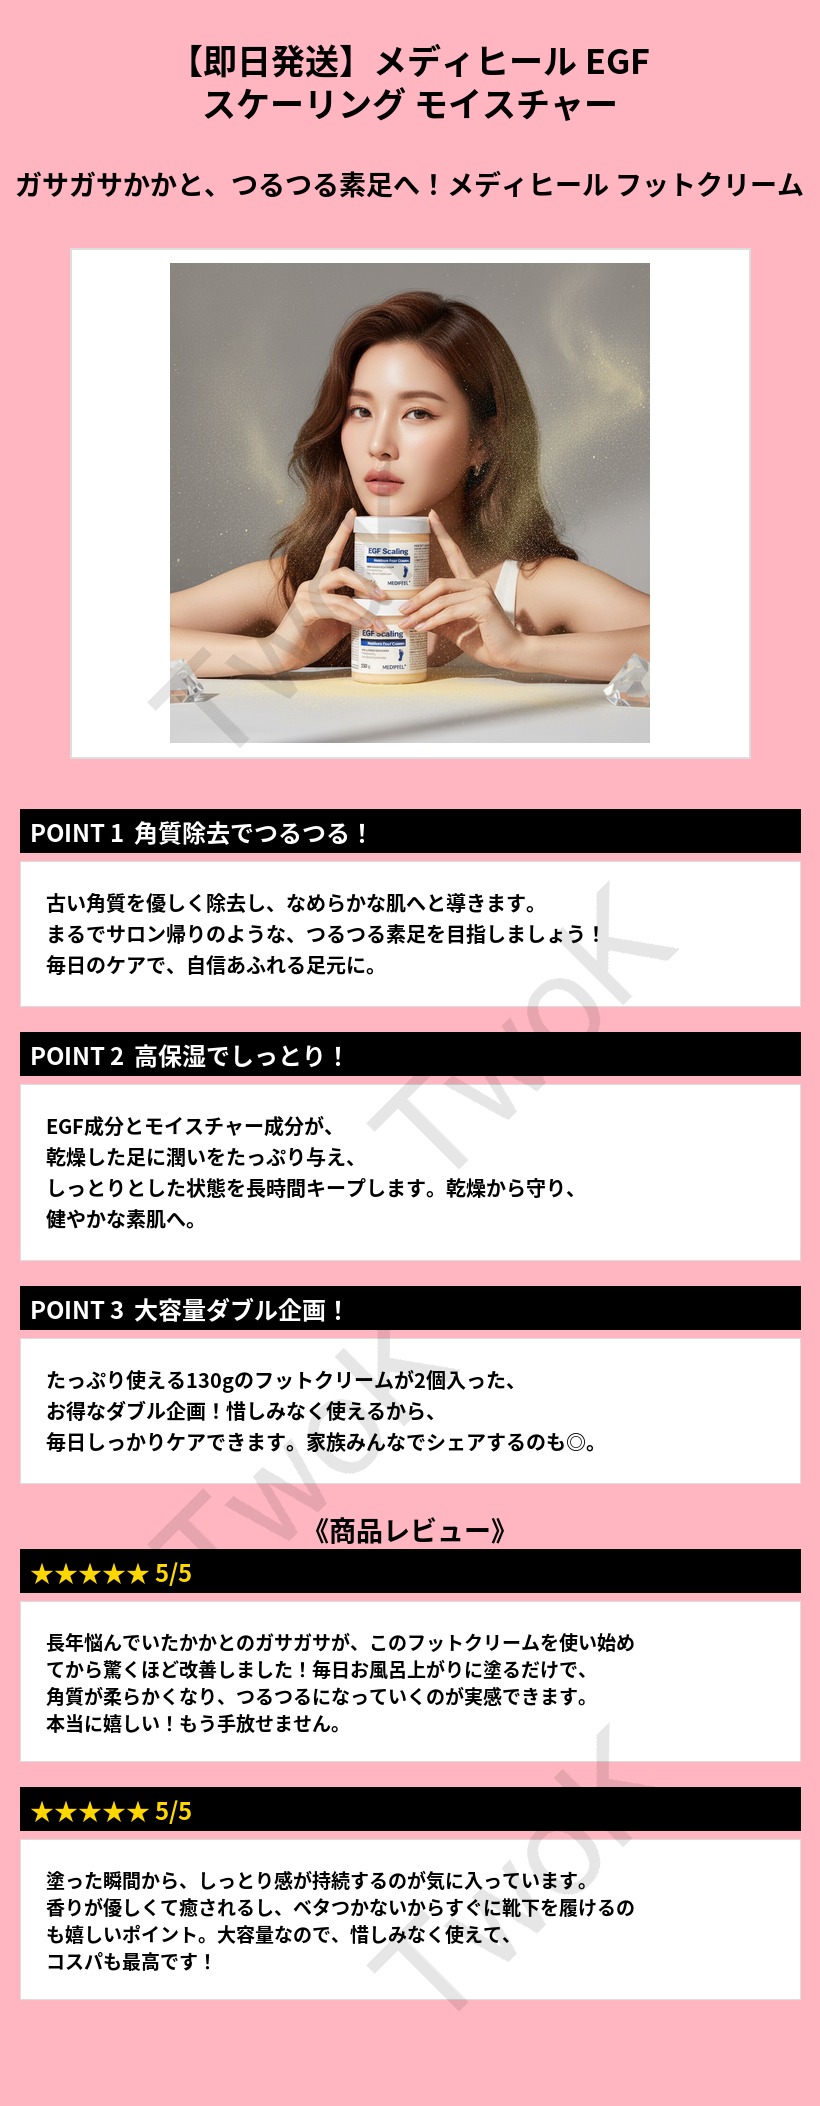 【即日発送】メディヒール EGF
スケーリング モイスチャー
ガサガサかかと、つるつる素足へ！メディヒール フットクリーム
EGF Scaling
Moisture Foot Cream
MEDIFEEL
EGF Scaling
MEDIPEEL
TwoK
POINT 1 角質除去でつるつる！
古い角質を優しく除去し、なめらかな肌へと導きます。
まるでサロン帰りのような、つるつる素足を目指しましょう！
毎日のケアで、自信あふれる足元に。
TwoK
POINT 2 高保湿でしっとり！
EGF成分とモイスチャー成分が、
乾燥した足に潤いをたっぷり与え、
しっとりとした状態を長時間キープします。乾燥から守り、
健やかな素肌へ。
POINT 3 大容量ダブル企画！
たっぷり使える130gのフットクリームが2個入った、
お得なダブル企画！惜しみなく使えるから、
毎日しっかりケアできます。家族みんなでシェアするのも◎。
TwoK
《商品レビュー》
★★★★★ 5/5
長年悩んでいたかかとのガサガサが、このフットクリームを使い始め
てから驚くほど改善しました！毎日お風呂上がりに塗るだけで、
角質が柔らかくなり、つるつるになっていくのが実感できます。
本当に嬉しい！もう手放せません。
★★★★★ 5/5
塗った瞬間から、しっとり感が持続するのが気に入っています。
香りが優しくて癒されるし、ベタつかないからすぐに靴下を履けるの
も嬉しいポイント。大容量なので、惜しみなく使えて、
コスパも最高です！
TwoK